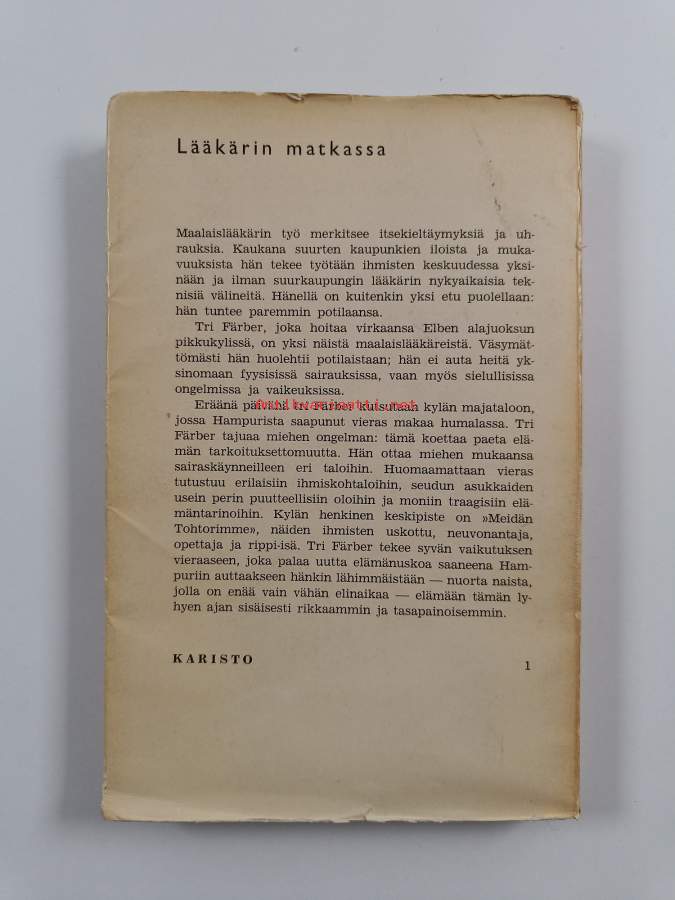 Lääkärin matkassa
Maalaislääkärin työ merkitsee itsekieltäymyksiä ja uh-
rauksia. Kaukana suurten kaupunkien iloista ja muka-
vuuksista hän tekee työtään ihmisten keskuudessa yksi-
nään ja ilman suurkaupungin lääkärin nykyaikaisia tek-
nisiä välineitä. Hänellä on kuitenkin yksi etu puolellaan:
hän tuntee paremmin potilaansa.
Tri Färber, joka hoitaa virkaansa Elben alajuoksun
pikkukylissä, on yksi näistä maalaislääkäreistä. Väsymät-
tömästi hän huolehtii potilaistaan; hän ei auta heitä yk-
sinomaan fyysisissä sairauksissa, vaan myös sielullisissa
ongelmissa ja vaikeuksissa.
Eräänä päivänä tri Färber kutsutaan kylän majataloon,
jossa Hampurista saapunut vieras makaa humalassa. Tri
Färber tajuaa miehen ongelman: tämä koettaa paeta elä-
män tarkoituksettomuutta. Hän ottaa miehen mukaansa
sairaskäynneilleen eri taloihin. Huomaamattaan vieras
tutustuu erilaisiin ihmiskohtaloihin, seudun asukkaiden
usein perin puutteellisiin oloihin ja moniin traagisiin elä-
mäntarinoihin. Kylän henkinen keskipiste on »Meidän
Tohtorimme», näiden ihmisten uskottu, neuvonantaja,
opettaja ja rippi-isä. Tri Färber tekee syvän vaikutuksen
vieraaseen, joka palaa uutta elämänuskoa saaneena Ham-
puriin auttaakseen hänkin lähimmäistään — nuorta naista,
jolla on enää vain vähän elinaikaa — elämään tämän ly-
hyen ajan sisäisesti rikkaammin ja tasapainoisemmin.
KARISTO 1